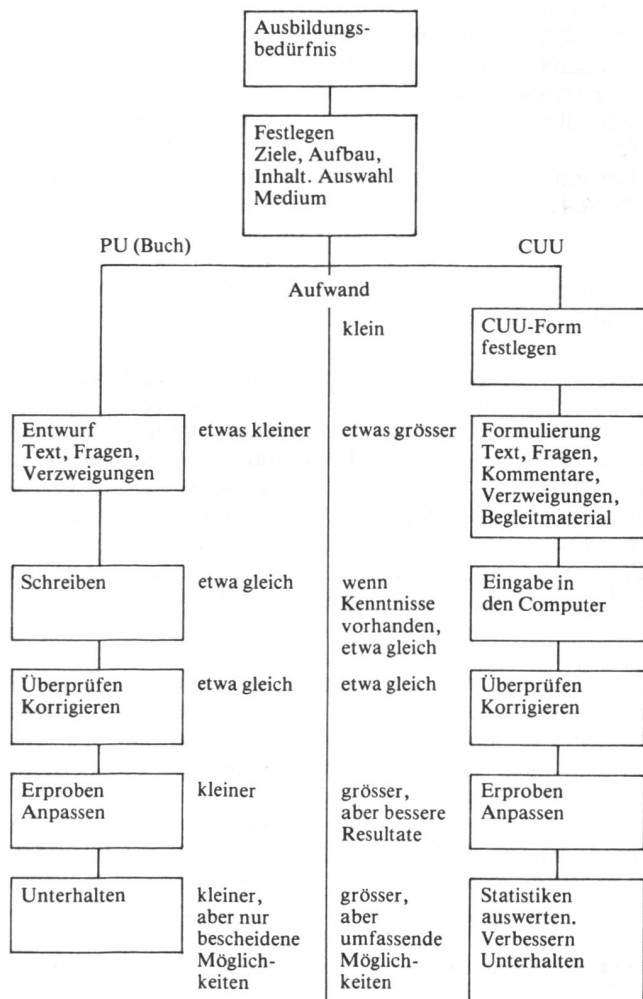 Ausbildungs-
bedürfnis
Festlegen
Ziele, Aufbau,
Inhalt. Auswahl
Medium
PU (Buch)
CUU
Aufwand
klein
CUU-Form
festlegen
Entwurf
Text, Fragen,
Verzweigungen
etwas kleiner
etwas grösser
Formulierung
Text, Fragen,
Kommentare,
Verzweigungen,
Begleitmaterial
Schreiben
etwa gleich
wenn
Kenntnisse
vorhanden,
etwa gleich
Eingabe in
den Computer
Überprüfen
Korrigieren
etwa gleich
etwa gleich
Überprüfen
Korrigieren
Erproben
Anpassen
kleiner
grösser,
aber bessere
Resultate
Erproben
Anpassen
Unterhalten
kleiner,
aber nur
bescheidene
Möglich-
keiten
grösser,
aber
umfassende
Möglich-
keiten
Statistiken
auswerten.
Verbessern
Unterhalten